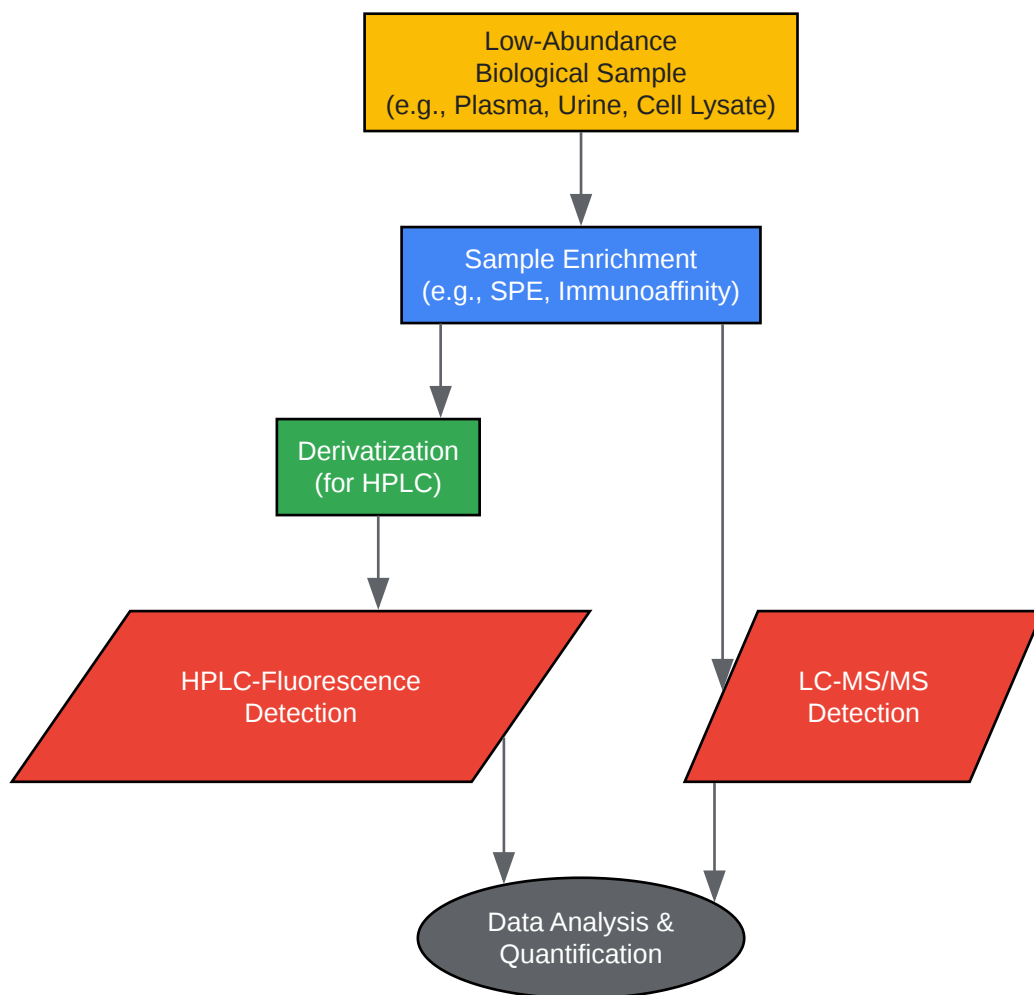 Low-Abundance
Biological Sample
(e.g., Plasma, Urine, Cell Lysate)
Sample Enrichment
(e.g., SPE, Immunoaffinity)
Derivatization
(for HPLC)
HPLC-Fluorescence
Detection
LC-MS/MS
Detection
Data Analysis &
Quantification